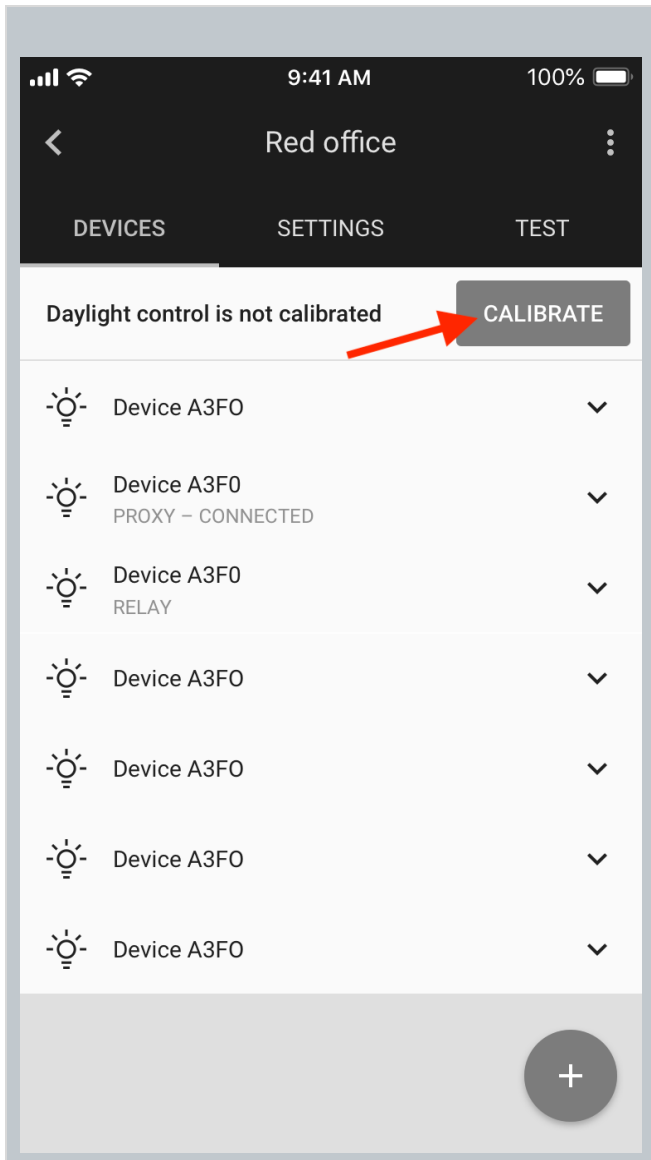 9:41 AM 100%
Red office
DEVICES SETTINGS TEST
Daylight control is not calibrated CALIBRATE
Device A3FO
Device A3F0
PROXY – CONNECTED
Device A3F0
RELAY
Device A3FO
Device A3FO
Device A3FO
Device A3FO